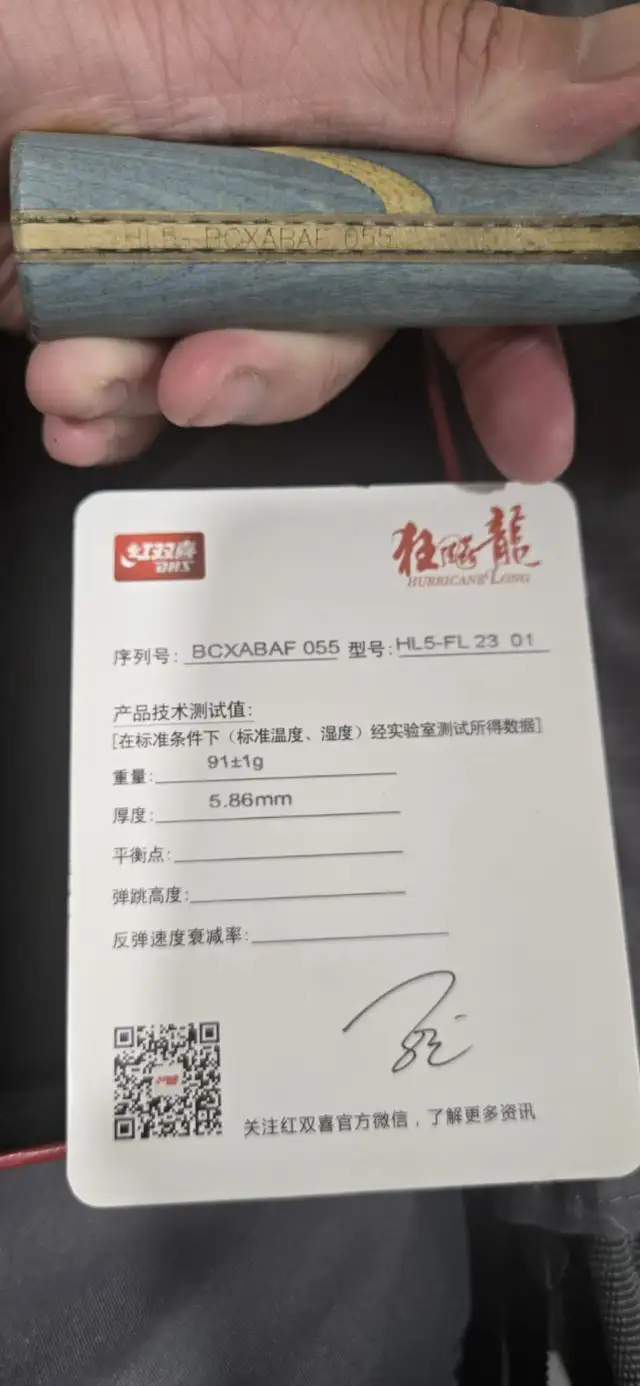 HL5- BCXABAF 055
红双喜
DHS
狂飚龍
HURRICANE LONG
序列号: BCXABAF 055 型号: HL5-FL 23 01
产品技术测试值:
[在标准条件下（标准温度、湿度）经实验室测试所得数据]
重量: 91±1g
厚度: 5.86mm
平衡点:
弹跳高度:
反弹速度衰减率:
关注红双喜官方微信，了解更多资讯